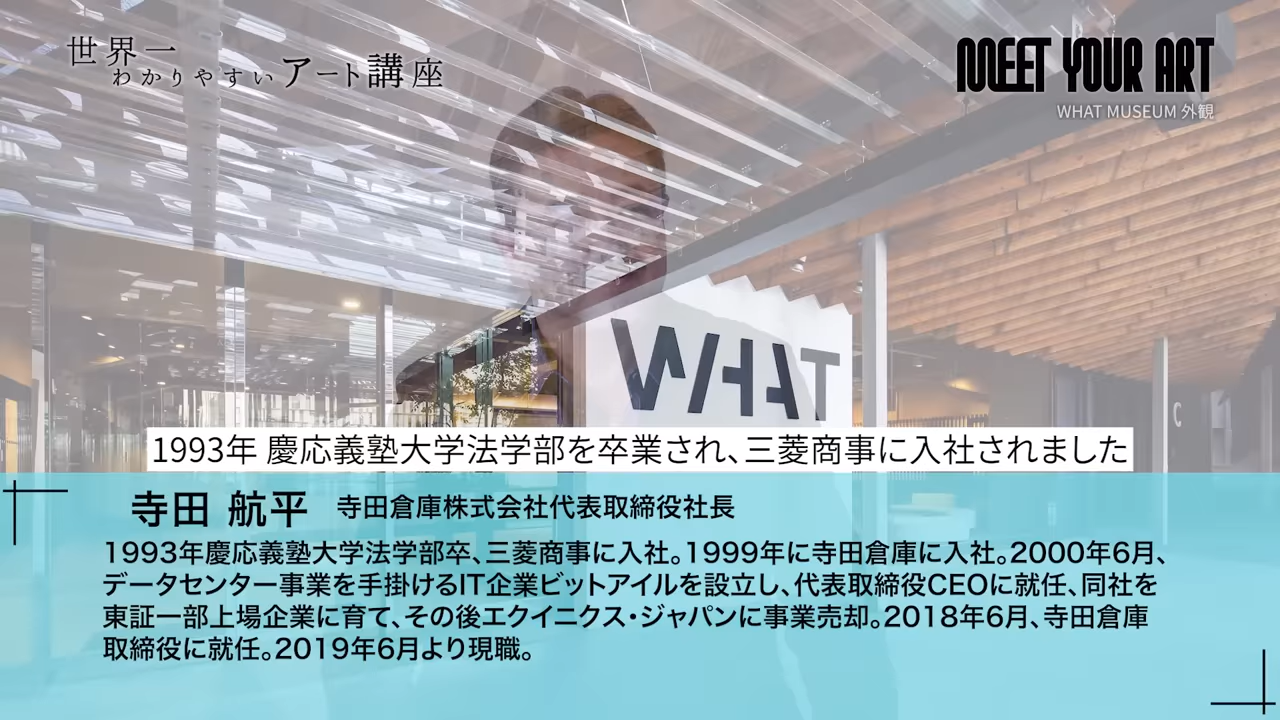 世界一
わかりやすいアート講座
MEET YOUR ART
WHAT MUSEUM 外観
WHAT
C
1993年 慶応義塾大学法学部を卒業され、三菱商事に入社されました
寺田 航平 寺田倉庫株式会社代表取締役社長
1993年慶応義塾大学法学部卒、三菱商事に入社。1999年に寺田倉庫に入社。2000年6月、
データセンター事業を手掛けるIT企業ビットアイルを設立し、代表取締役CEOに就任、同社を
東証一部上場企業に育て、その後エクイニクス・ジャパンに事業売却。2018年6月、寺田倉庫
取締役に就任。2019年6月より現職。